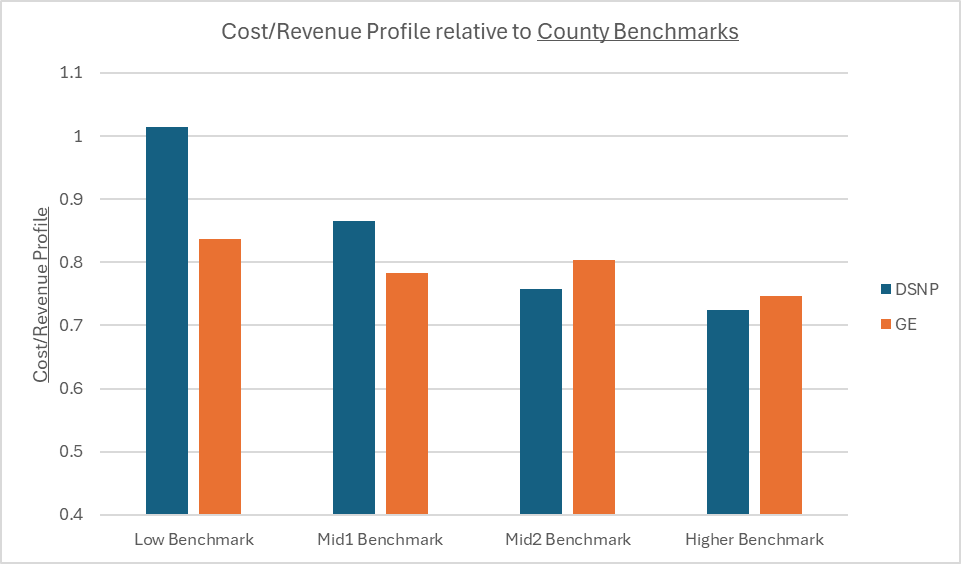 Cost/Revenue Profile relative to County Benchmarks
1.1
1
0.9
0.8
0.7
0.6
0.5
0.4
Cost/Revenue Profile
Low Benchmark
Mid1 Benchmark
Mid2 Benchmark
Higher Benchmark
DSNP
GE